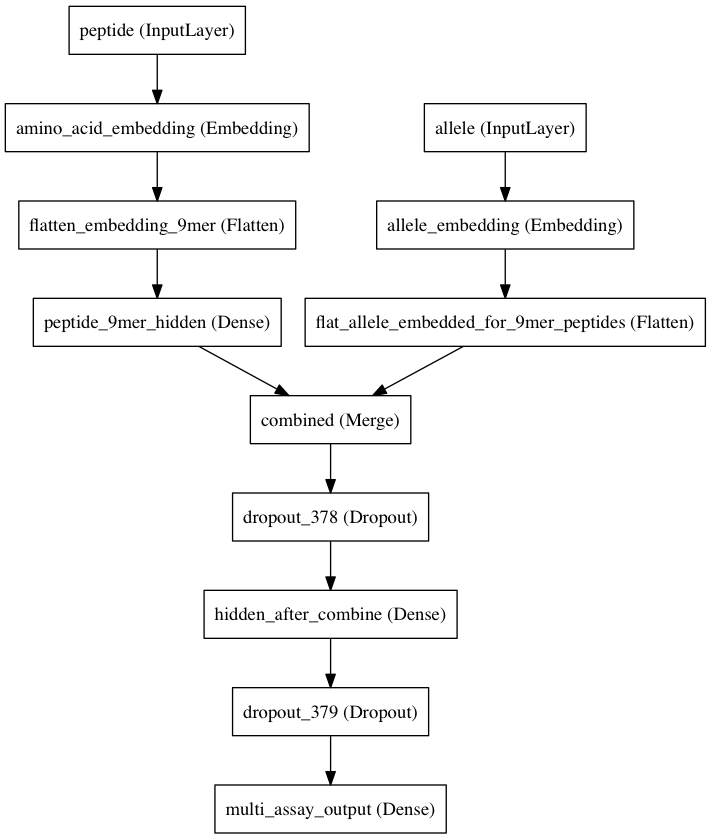 peptide (InputLayer)
amino_acid_embedding (Embedding)
allele (InputLayer)
flatten_embedding_9mer (Flatten)
allele_embedding (Embedding)
peptide_9mer_hidden (Dense)
flat_allele_embedded_for_9mer_peptides (Flatten)
combined (Merge)
dropout_378 (Dropout)
hidden_after_combine (Dense)
dropout_379 (Dropout)
multi_assay_output (Dense)